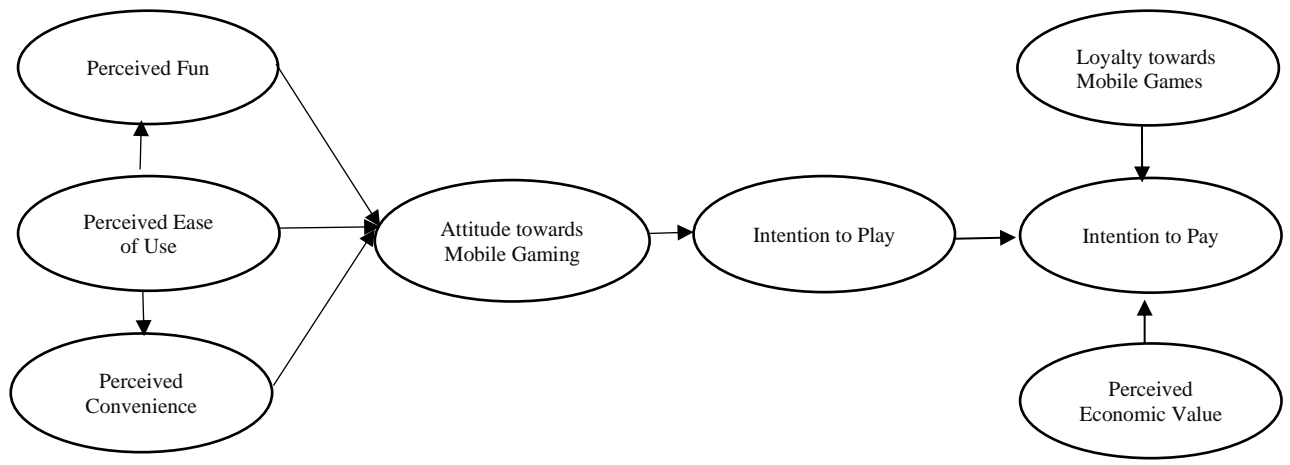 Perceived Fun
Loyalty towards
Mobile Games
Perceived Ease
of Use
Attitude towards
Mobile Gaming
Intention to Play
Intention to Pay
Perceived
Convenience
Perceived
Economic Value